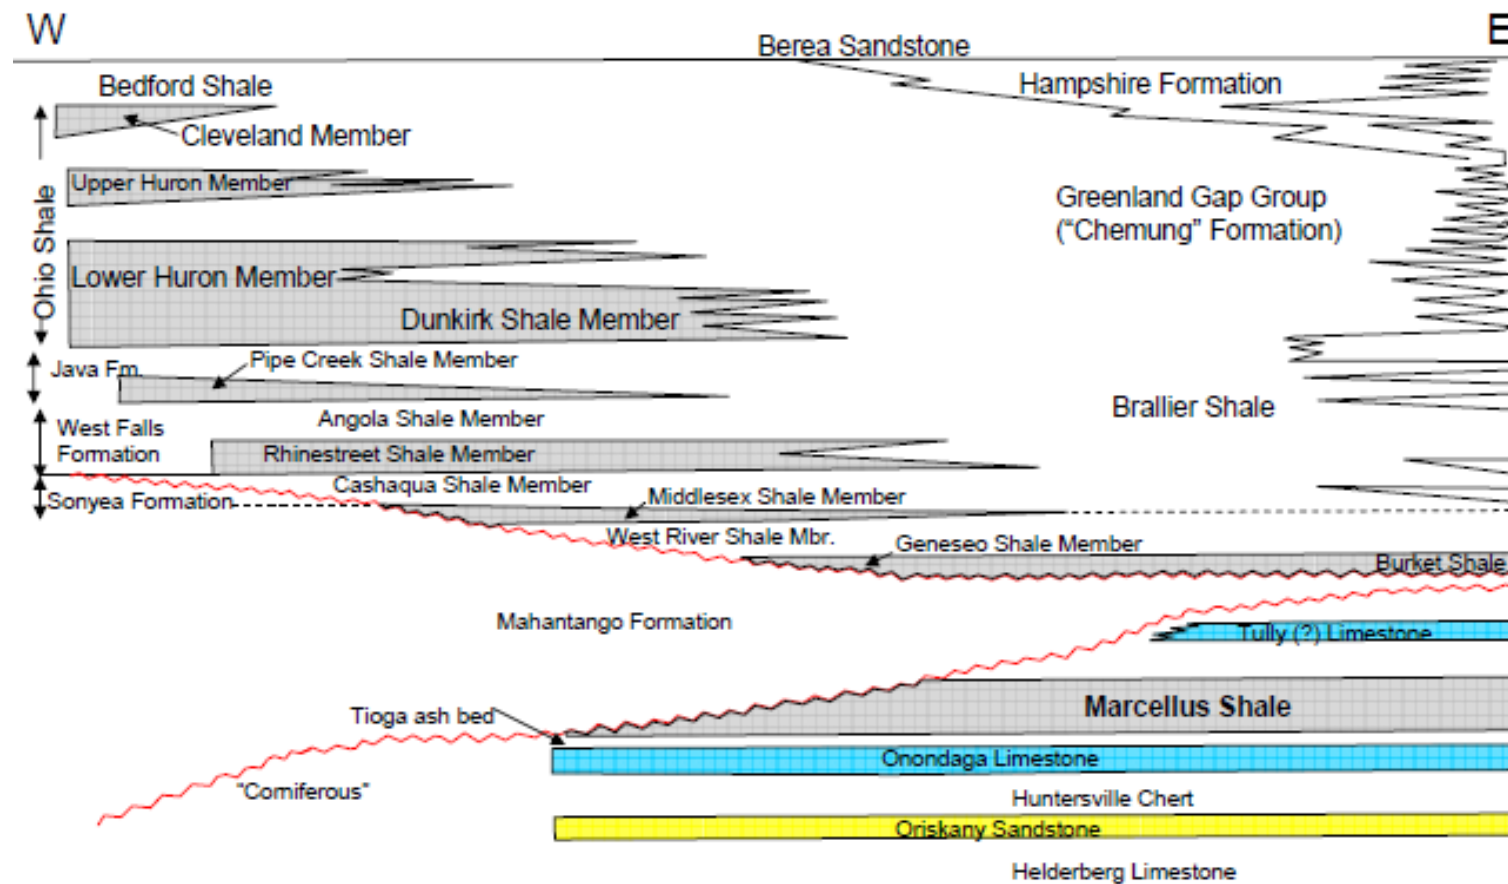 W
E
Berea Sandstone
Bedford Shale
Hampshire Formation
Cleveland Member
Upper Huron Member
Ohio Shale
Greenland Gap Group
("Chemung" Formation)
Lower Huron Member
Dunkirk Shale Member
Pipe Creek Shale Member
Java Fm.
Angola Shale Member
Brallier Shale
West Falls
Formation
Rhinestreet Shale Member
Cashaqua Shale Member
Middlesex Shale Member
Sonyea Formation
West River Shale Mbr.
Geneseo Shale Member
Burket Shale
Mahantango Formation
Tully (?) Limestone
Marcellus Shale
Tioga ash bed
Onondaga Limestone
"Corniferous"
Huntersville Chert
Oriskany Sandstone
Helderberg Limestone